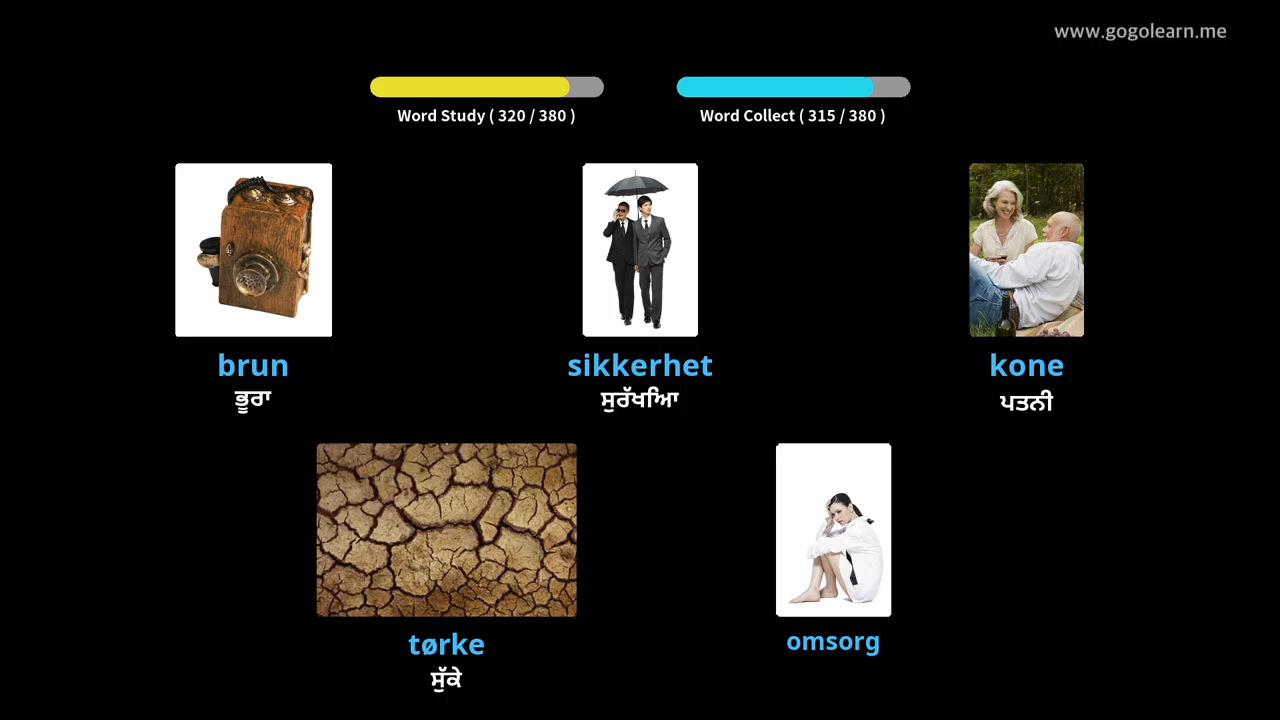 www.gogolearn.me
Word Study ( 320 / 380 )
Word Collect ( 315 / 380 )
brun
ਭੂਰਾ
sikkerhet
ਸੁਰੱਖਿਆ
kone
ਪਤਨੀ
tørke
ਸੁੱਕੇ
omsorg